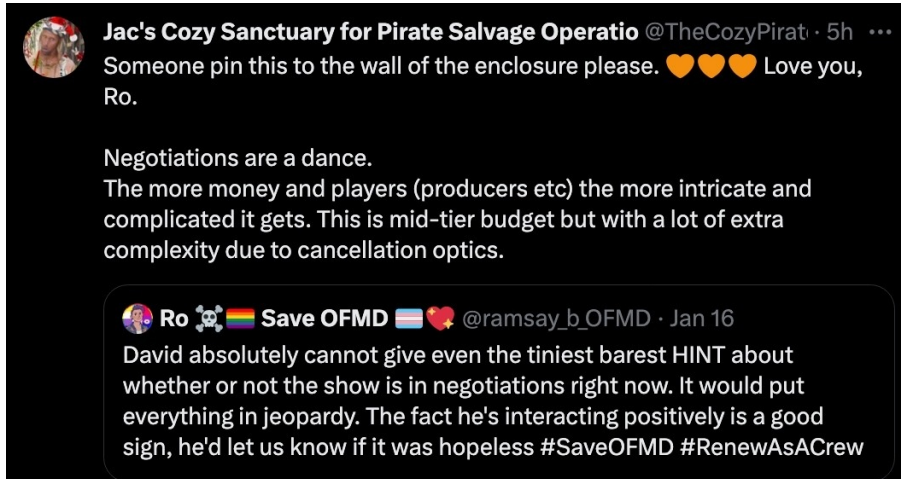 Jac's Cozy Sanctuary for Pirate Salvage Operatio @TheCozyPirat · 5h
Someone pin this to the wall of the enclosure please. 🧡🧡🧡 Love you,
Ro.
Negotiations are a dance.
The more money and players (producers etc) the more intricate and
complicated it gets. This is mid-tier budget but with a lot of extra
complexity due to cancellation optics.
Ro ☠️🏳️‍🌈 Save OFMD 🏳️‍⚧️💖 @ramsay_b_OFMD · Jan 16
David absolutely cannot give even the tiniest barest HINT about
whether or not the show is in negotiations right now. It would put
everything in jeopardy. The fact he's interacting positively is a good
sign, he'd let us know if it was hopeless #SaveOFMD #RenewAsACrew